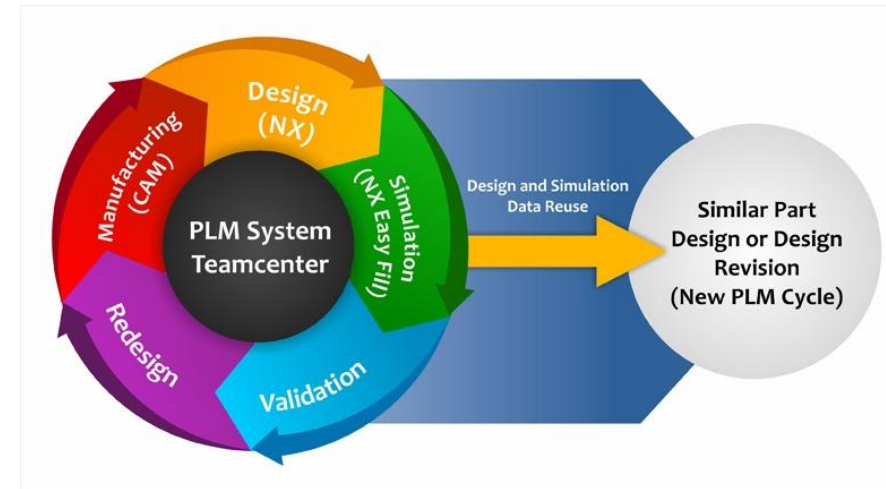 Design
(NX)
Simulation
(NX Easy Fill)
Validation
Redesign
Manufacturing
(CAM)
PLM System
Teamcenter
Design and Simulation
Data Reuse
Similar Part
Design or Design
Revision
(New PLM Cycle)